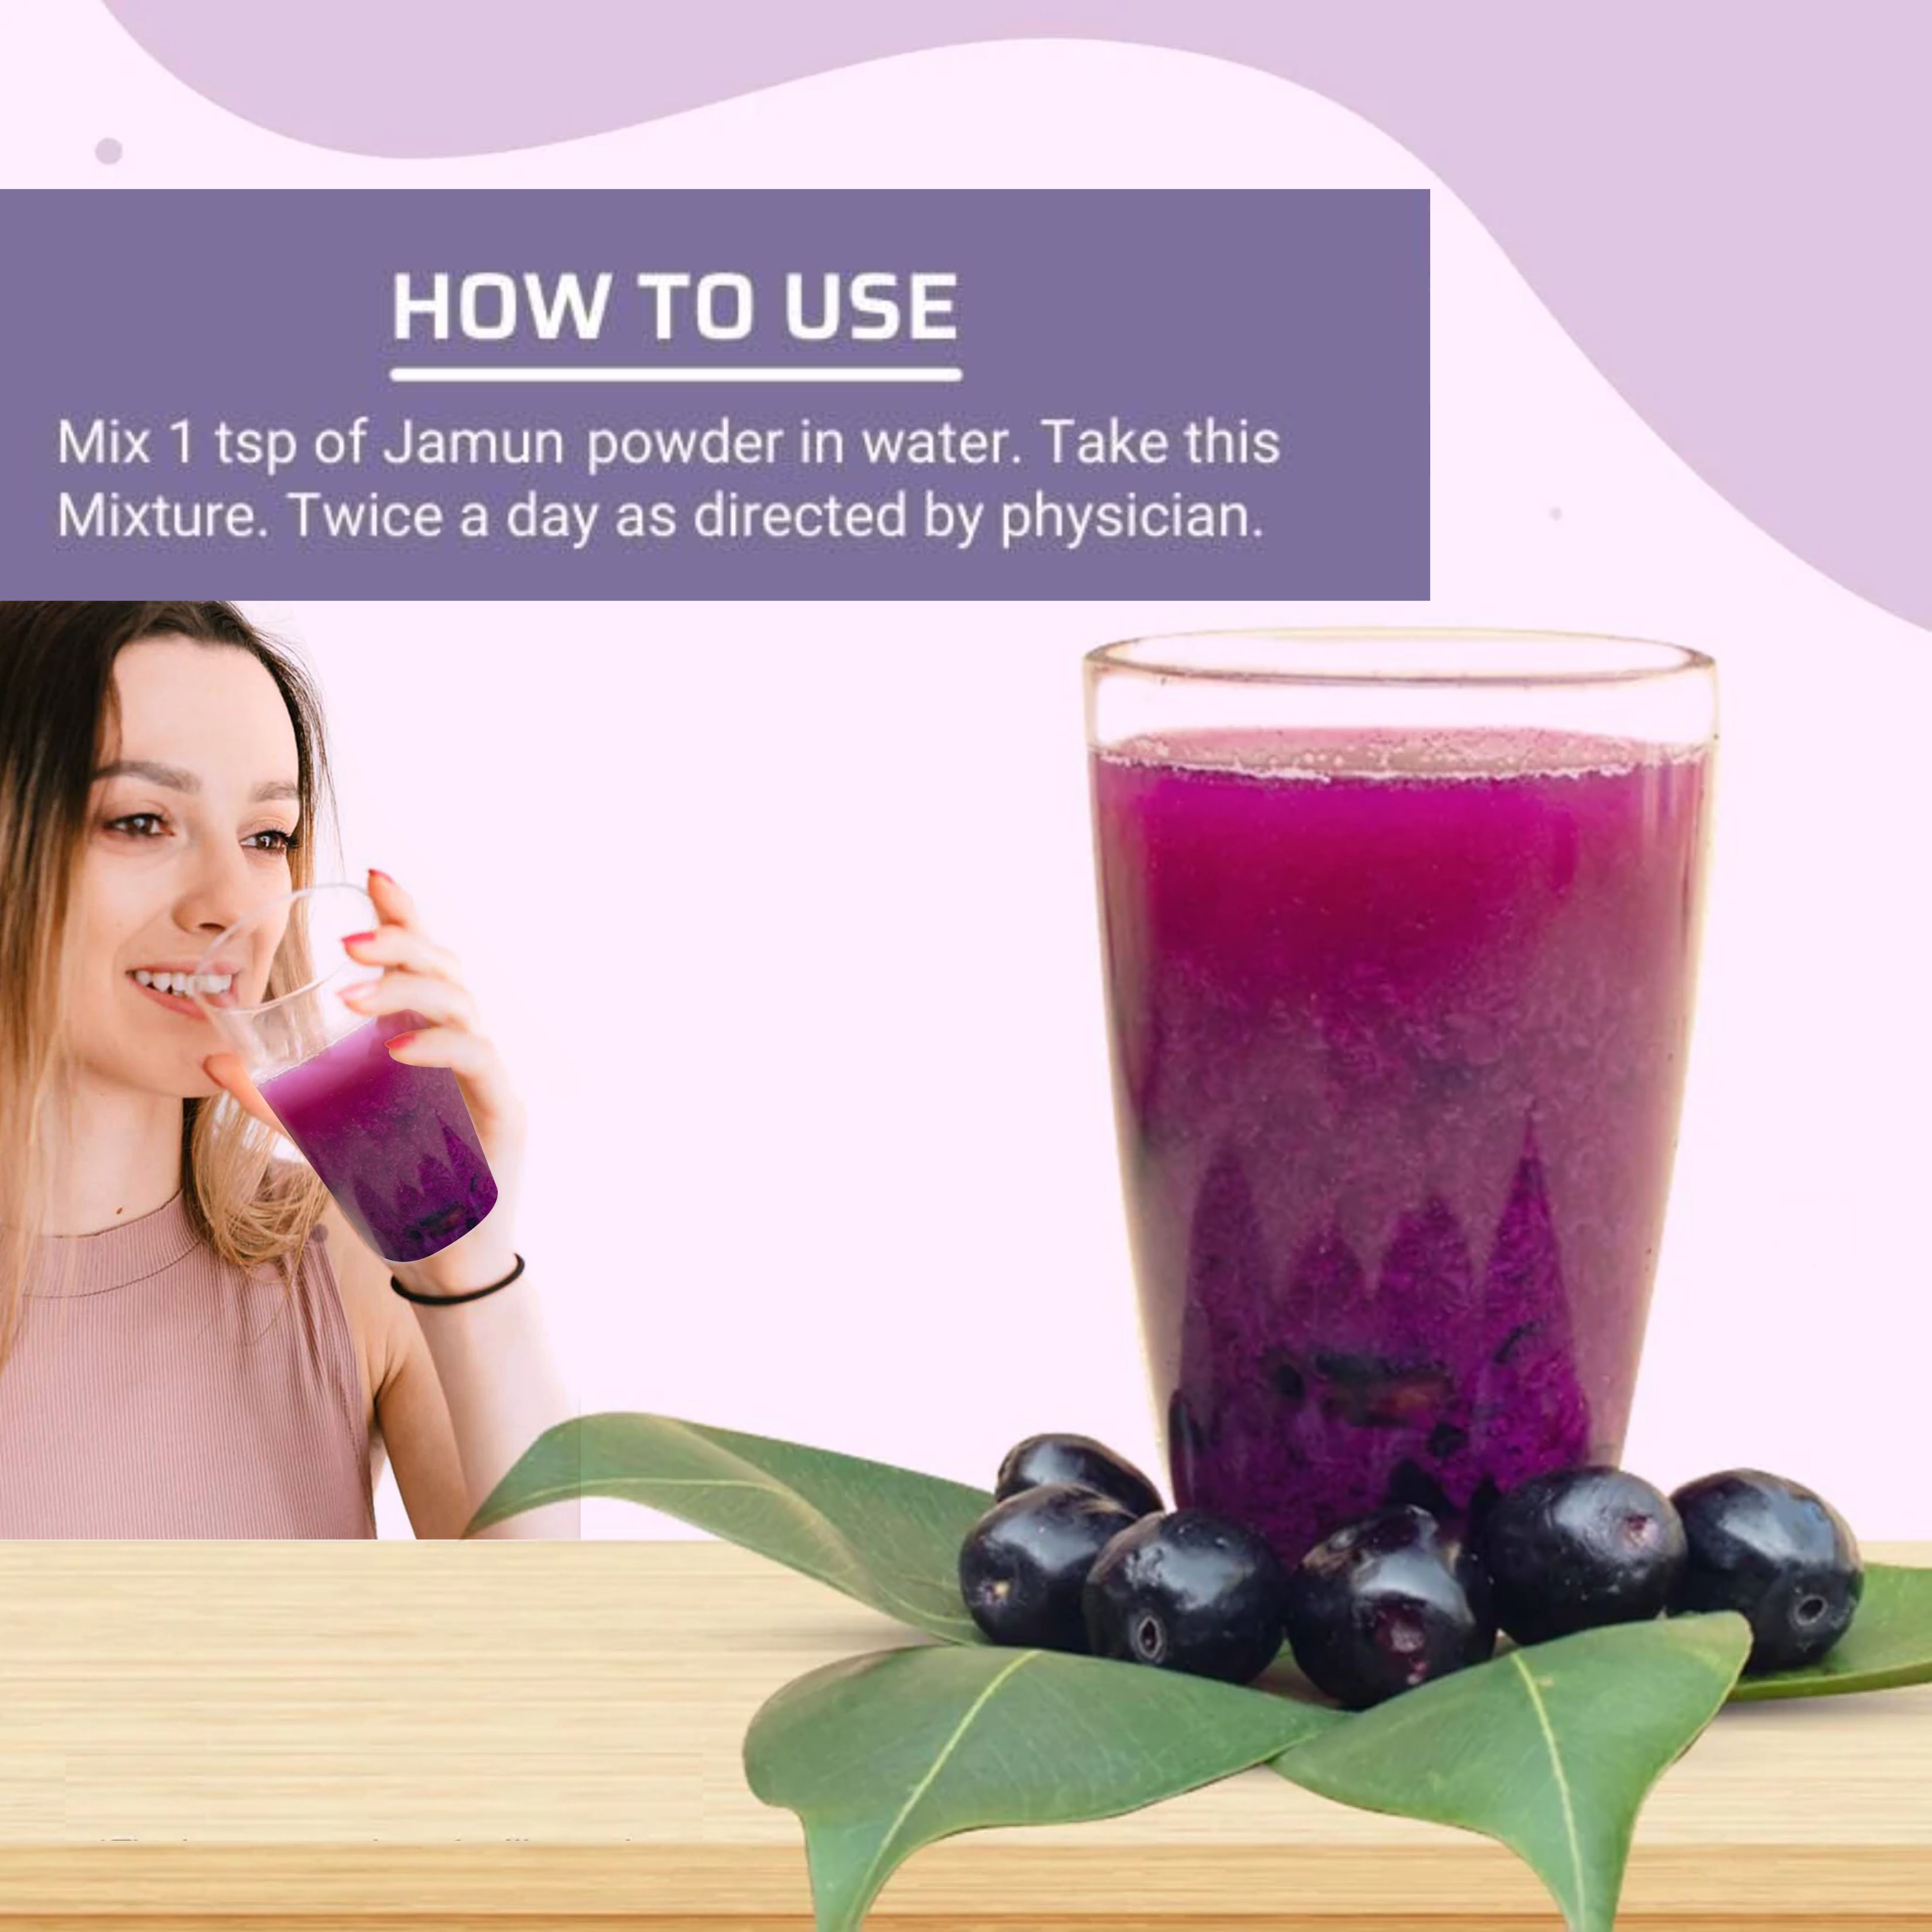 HOW TO USE
Mix 1 tsp of Jamun powder in water. Take this
Mixture. Twice a day as directed by physician.